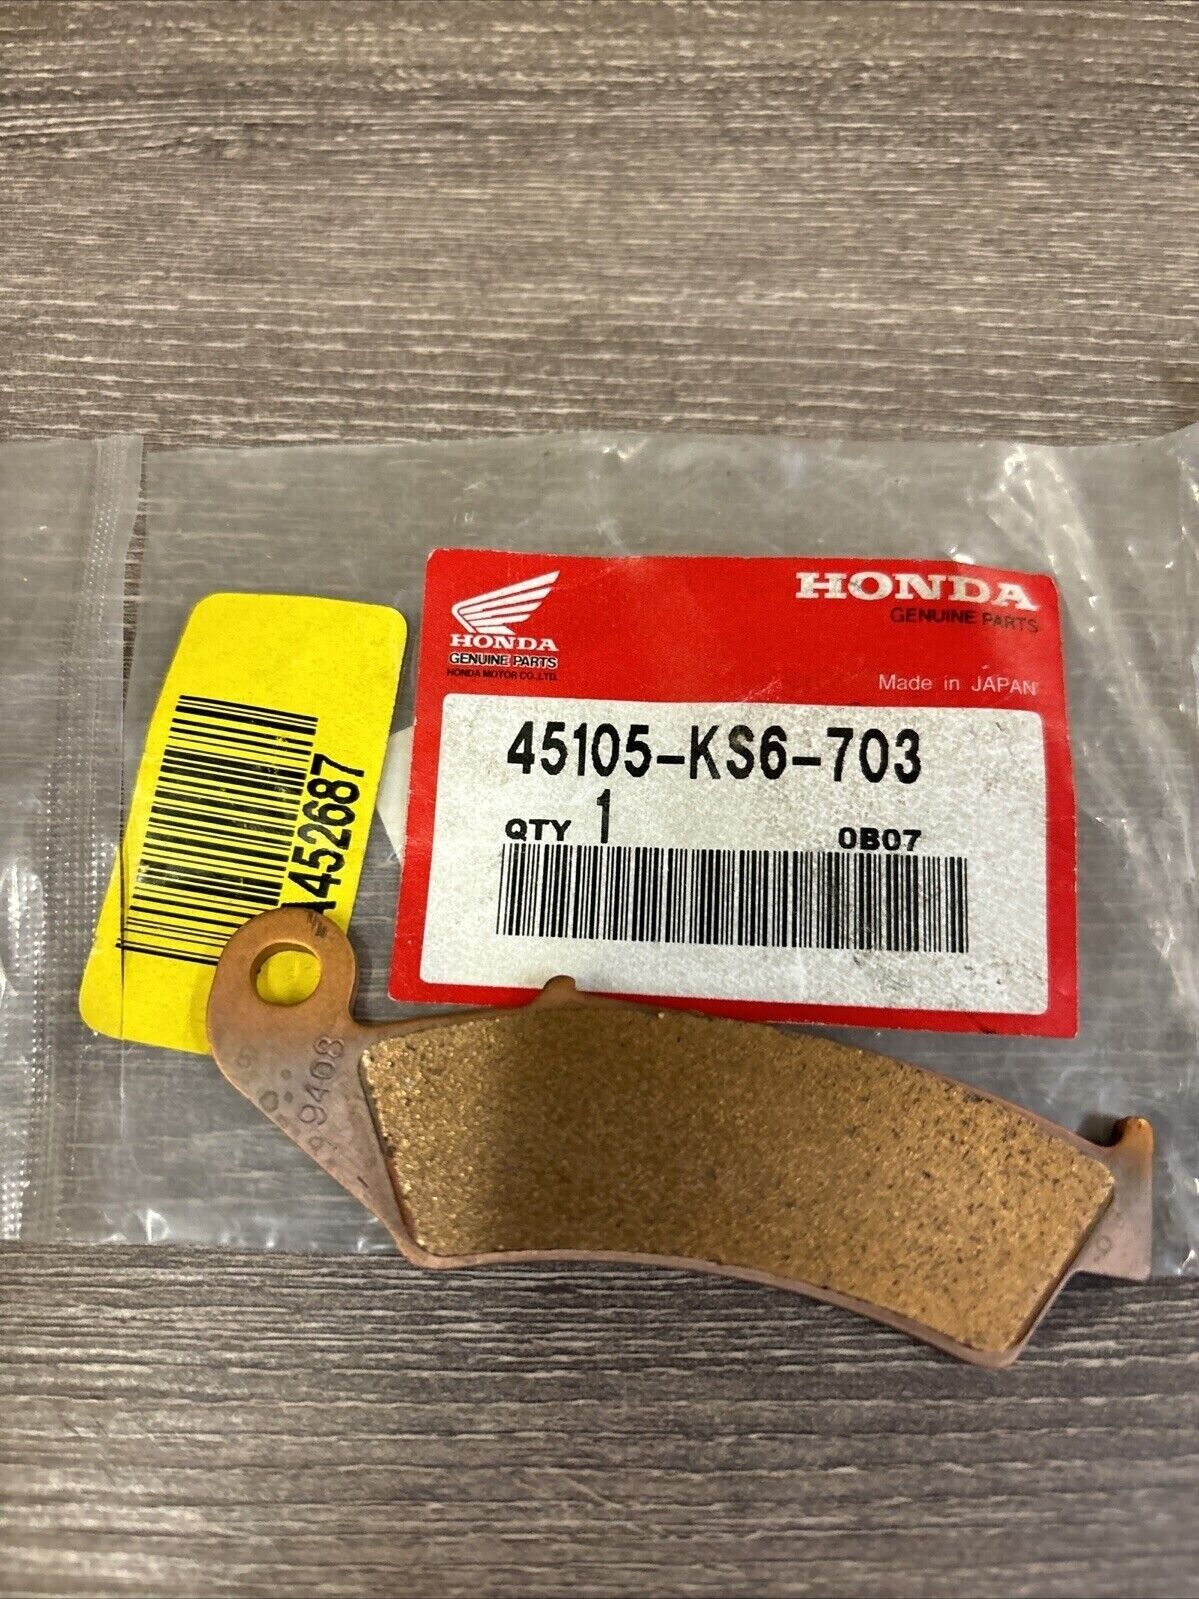 HONDA
GENUINE PARTS
HONDA MOTOR CO.,LTD.
HONDA
GENUINE PARTS
Made in JAPAN
45105-KS6-703
QTY 1
0B07
452687
9408